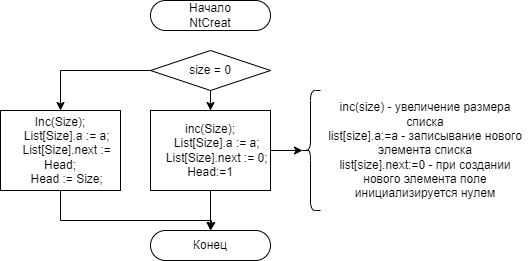 Начало
NtCreat
size = 0
Inc(Size);
List[Size].a := a;
List[Size].next :=
Head;
Head := Size;
inc(Size);
List[Size].a := a;
List[Size].next := 0;
Head:=1
inc(size) - увеличение размера
списка
list[size].a:=a - записывание нового
элемента списка
list[size].next:=0 - при создании
нового элемента поле
инициализируется нулем
Конец